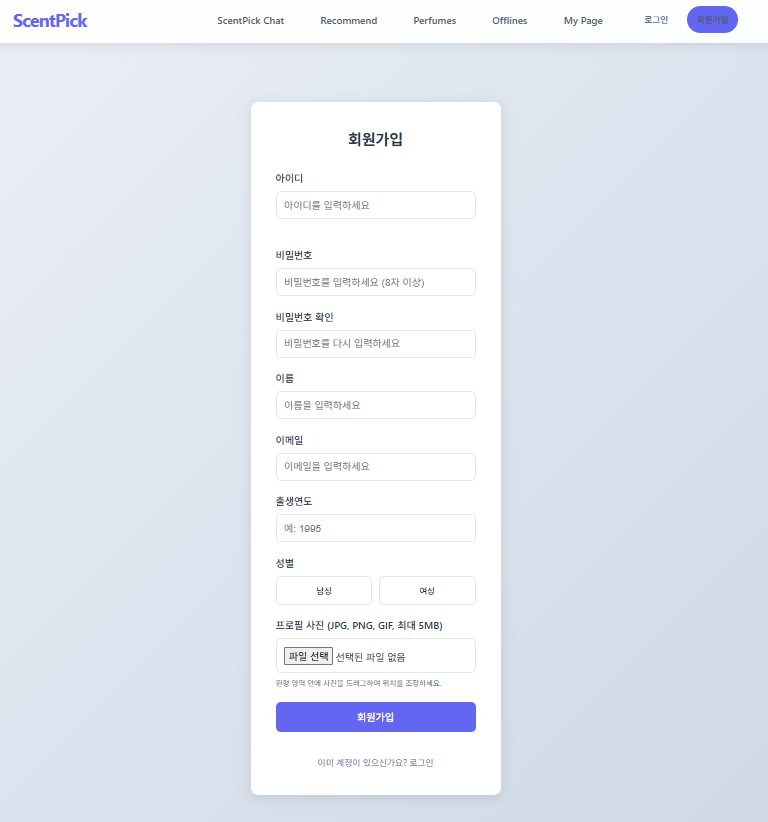 ScentPick
ScentPick Chat
Recommend
Perfumes
Offlines
My Page
로그인
회원가입
회원가입
아이디
아이디를 입력하세요
비밀번호
비밀번호를 입력하세요 (8자 이상)
비밀번호 확인
비밀번호를 다시 입력하세요
이름
이름을 입력하세요
이메일
이메일을 입력하세요
출생연도
예: 1995
성별
남성
여성
프로필 사진 (JPG, PNG, GIF, 최대 5MB)
파일 선택 선택된 파일 없음
원형 영역 안에 사진을 드래그하여 위치를 조정하세요.
회원가입
이미 계정이 있으신가요? 로그인